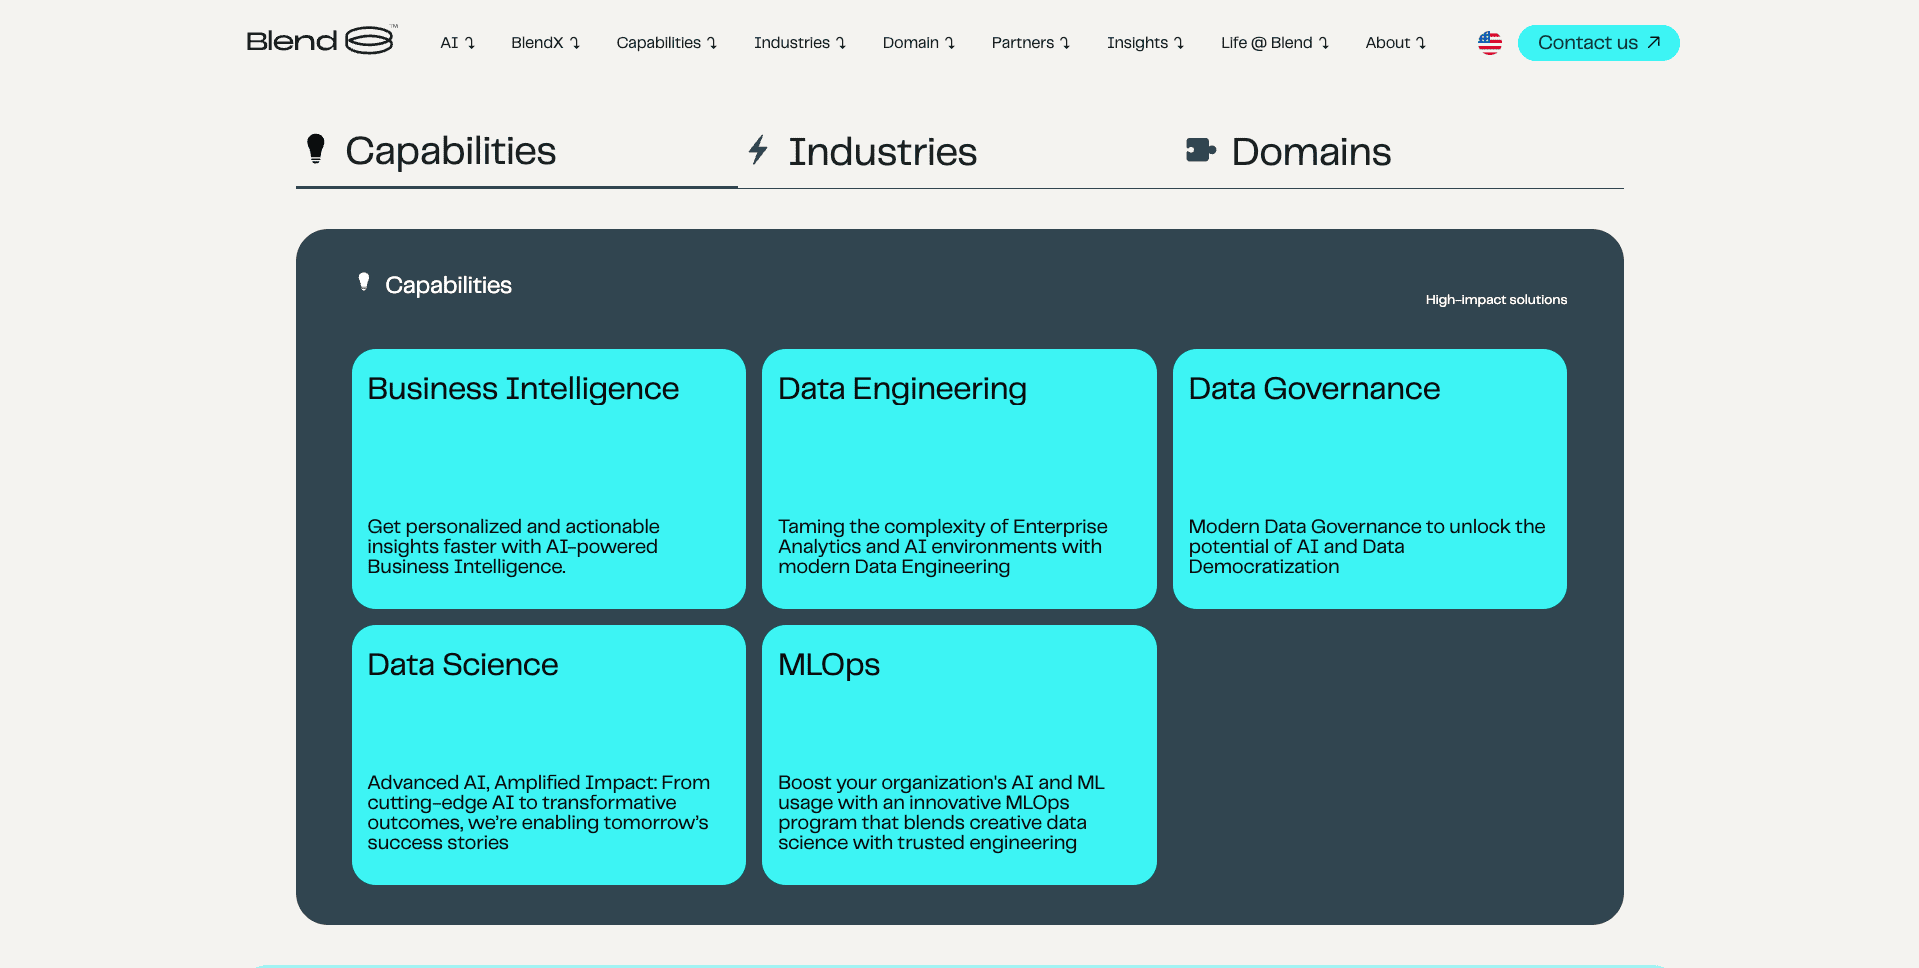 Blend ™
AI
BlendX
Capabilities
Industries
Domain
Partners
Insights
Life @ Blend
About
Contact us
Capabilities
Industries
Domains
Capabilities
High-impact solutions
Business Intelligence
Get personalized and actionable
insights faster with AI-powered
Business Intelligence.
Data Engineering
Taming the complexity of Enterprise
Analytics and AI environments with
modern Data Engineering
Data Governance
Modern Data Governance to unlock the
potential of AI and Data
Democratization
Data Science
Advanced AI, Amplified Impact: From
cutting-edge AI to transformative
outcomes, we’re enabling tomorrow’s
success stories
MLOps
Boost your organization's AI and ML
usage with an innovative MLOps
program that blends creative data
science with trusted engineering